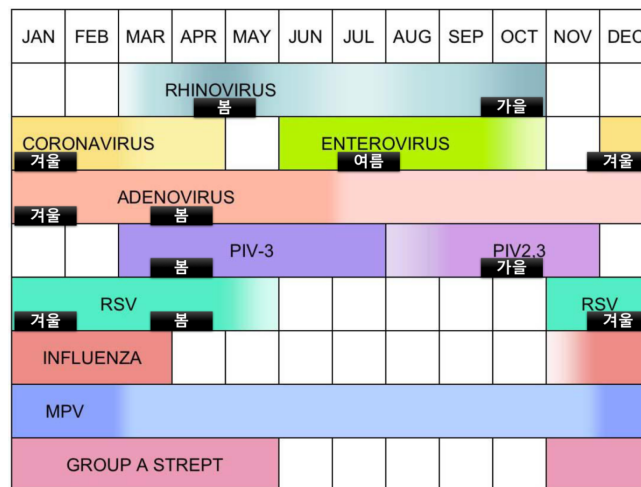 JAN FEB MAR APR MAY JUN JUL AUG SEP OCT NOV DEC
RHINOVIRUS
봄 가을
CORONAVIRUS ENTEROVIRUS
겨울 여름 겨울
ADENOVIRUS
겨울 봄
PIV-3 PIV2,3
봄 가을
RSV RSV
겨울 봄 겨울
INFLUENZA
MPV
GROUP A STREPT